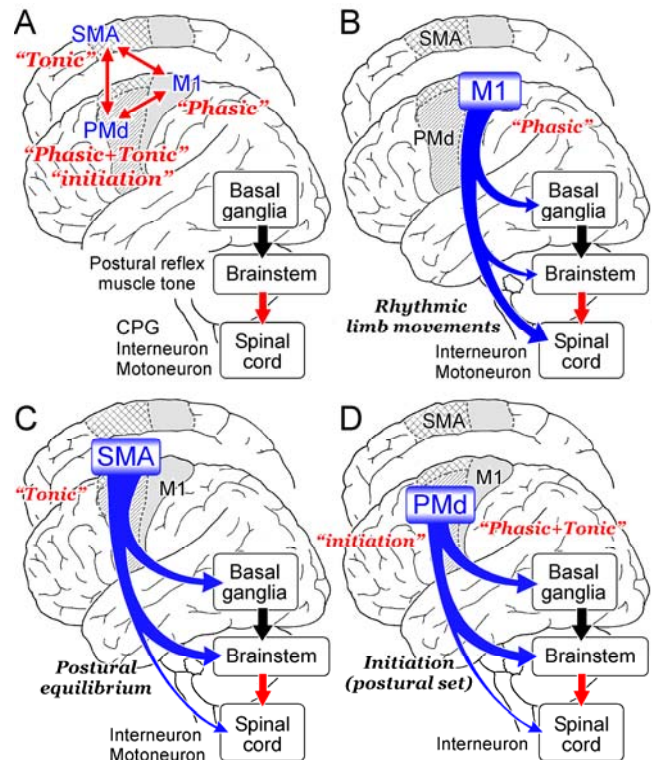 A
SMA
“Tonic”
M1
“Phasic”
PMd
“Phasic+Tonic”
“initiation”
Basal
ganglia
Postural reflex
muscle tone
Brainstem
CPG
Interneuron
Motoneuron
Spinal
cord
B
SMA
M1
PMd
“Phasic”
Basal
ganglia
Brainstem
Rhythmic
limb movements
Interneuron
Motoneuron
Spinal
cord
C
SMA
“Tonic”
M1
Basal
ganglia
Brainstem
Postural
equilibrium
Interneuron
Motoneuron
Spinal
cord
D
SMA
M1
PMd
“initiation”
“Phasic+Tonic”
Basal
ganglia
Brainstem
Initiation
(postural set)
Interneuron
Spinal
cord